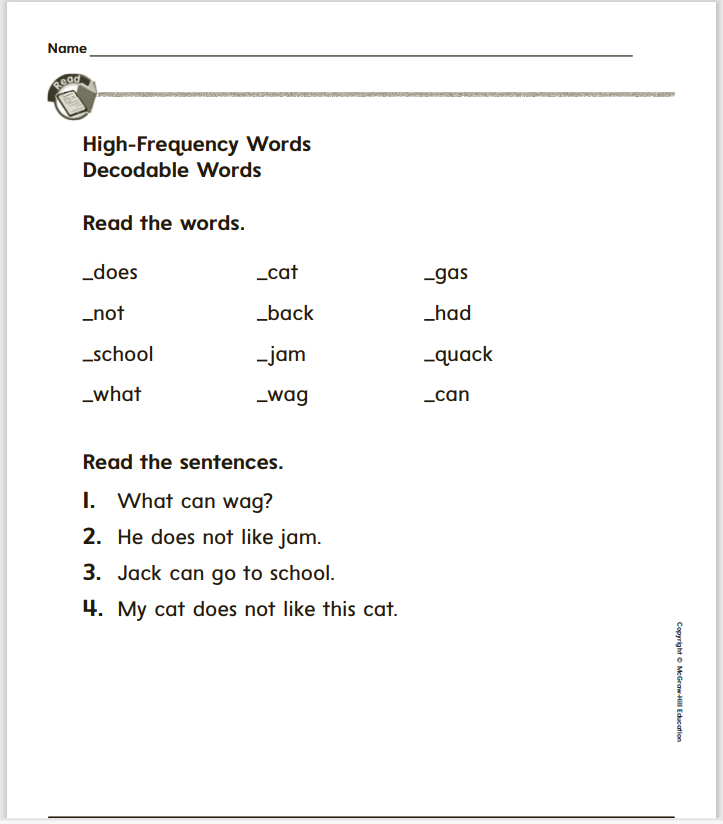 Name
Read
High-Frequency Words
Decodable Words
Read the words.
_does _cat _gas
_not _back _had
_school _jam _quack
_what _wag _can
Read the sentences.
1. What can wag?
2. He does not like jam.
3. Jack can go to school.
4. My cat does not like this cat.
Copyright © McGraw-Hill Education